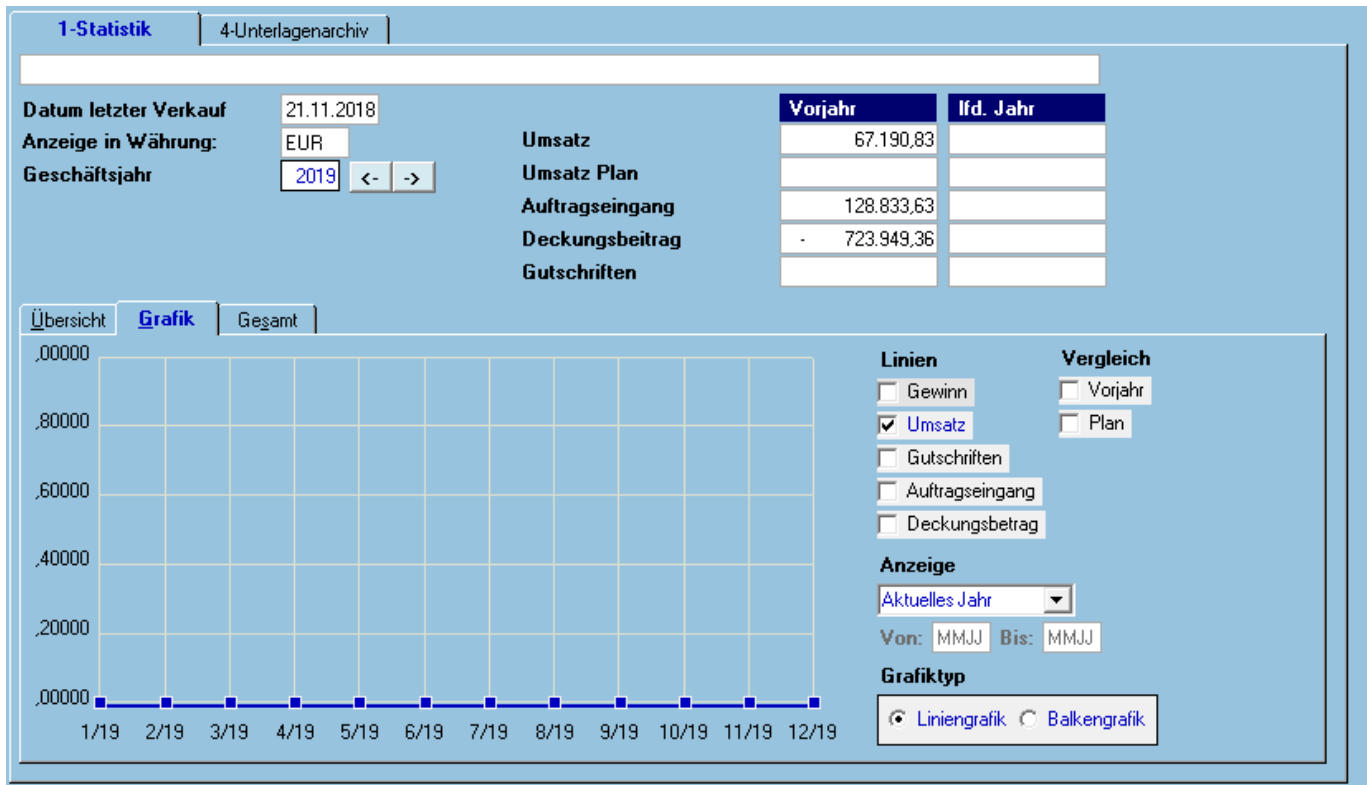 1-Statistik 4-Unterlagenarchiv
Datum letzter Verkauf 21.11.2018 Vorjahr lfd. Jahr
Anzeige in Währung: EUR Umsatz 67.190,83
Geschäftsjahr 2019 <- -> Umsatz Plan
Auftragseingang 128.833,63
Deckungsbeitrag - 723.949,36
Gutschriften
Übersicht Grafik Gesamt
,00000 Linien Vergleich
Gewinn Vorjahr
,80000 Umsatz Plan
Gutschriften
,60000 Auftragseingang
Deckungsbetrag
,40000 Anzeige
Aktuelles Jahr
,20000 Von: MMJJ Bis: MMJJ
Grafiktyp
,00000 Liniengrafik Balkengrafik
1/19 2/19 3/19 4/19 5/19 6/19 7/19 8/19 9/19 10/19 11/19 12/19